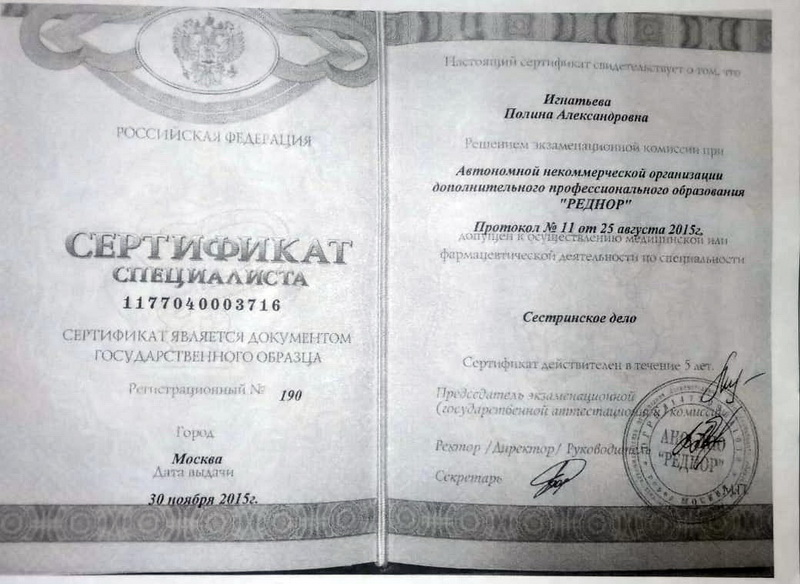 РОССИЙСКАЯ ФЕДЕРАЦИЯ
СЕРТИФИКАТ
СПЕЦИАЛИСТА
1177040003716
СЕРТИФИКАТ ЯВЛЯЕТСЯ ДОКУМЕНТОМ
ГОСУДАРСТВЕННОГО ОБРАЗЦА
Регистрационный № 190
Город
Москва
Дата выдачи
30 ноября 2015г.
Настоящий сертификат свидетельствует о том, что
Игнатьева
Полина Александровна
Решением экзаменационной комиссии при
Автономной некоммерческой организации
дополнительного профессионального образования
"РЕДНОР"
Протокол № 11 от 25 августа 2015г.
допущен к осуществлению медицинской или
фармацевтической деятельности по специальности
Сестринское дело
Сертификат действителен в течение 5 лет.
Председатель экзаменационной
(государственной аттестационной) комиссии
Ректор /Директор/ Руководитель
Секретарь
"РЕДНОР"
МОСКВА
М.П.